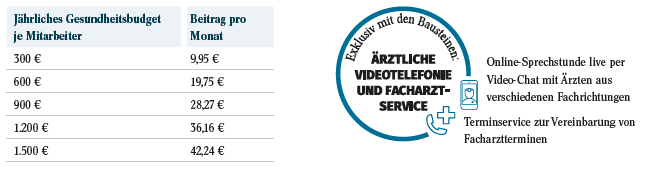 Jährliches Gesundheitsbudget je Mitarbeiter
Beitrag pro Monat
300 € 9,95 €
600 € 19,75 €
900 € 28,27 €
1.200 € 36,16 €
1.500 € 42,24 €
Exklusiv mit den Bausteinen:
ÄRZTLICHE
VIDEOTELEFONIE
UND FACHARZT-
SERVICE
Online-Sprechstunde live per
Video-Chat mit Ärzten aus
verschiedenen Fachrichtungen
Terminservice zur Vereinbarung von
Facharztterminen